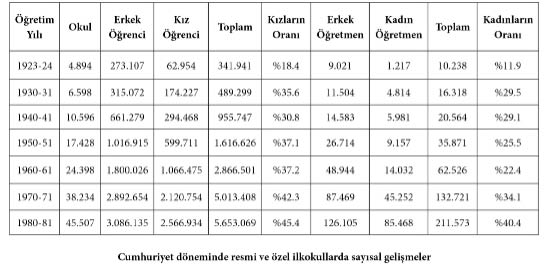 Öğretim Yılı Okul Erkek Öğrenci Kız Öğrenci Toplam Kızların Oranı Erkek Öğretmen Kadın Öğretmen Toplam Kadınların Oranı
1923-24 4.894 273.107 62.954 341.941 %18.4 9.021 1.217 10.238 %11.9
1930-31 6.598 315.072 174.227 489.299 %35.6 11.504 4.814 16.318 %29.5
1940-41 10.596 661.279 294.468 955.747 %30.8 14.583 5.981 20.564 %29.1
1950-51 17.428 1.016.915 599.711 1.616.626 %37.1 26.714 9.157 35.871 %25.5
1960-61 24.398 1.800.026 1.066.475 2.866.501 %37.2 48.944 14.032 62.526 %22.4
1970-71 38.234 2.892.654 2.120.754 5.013.408 %42.3 87.469 45.252 132.721 %34.1
1980-81 45.507 3.086.135 2.566.934 5.653.069 %45.4 126.105 85.468 211.573 %40.4
Cumhuriyet döneminde resmi ve özel ilkokullarda sayısal gelişmeler